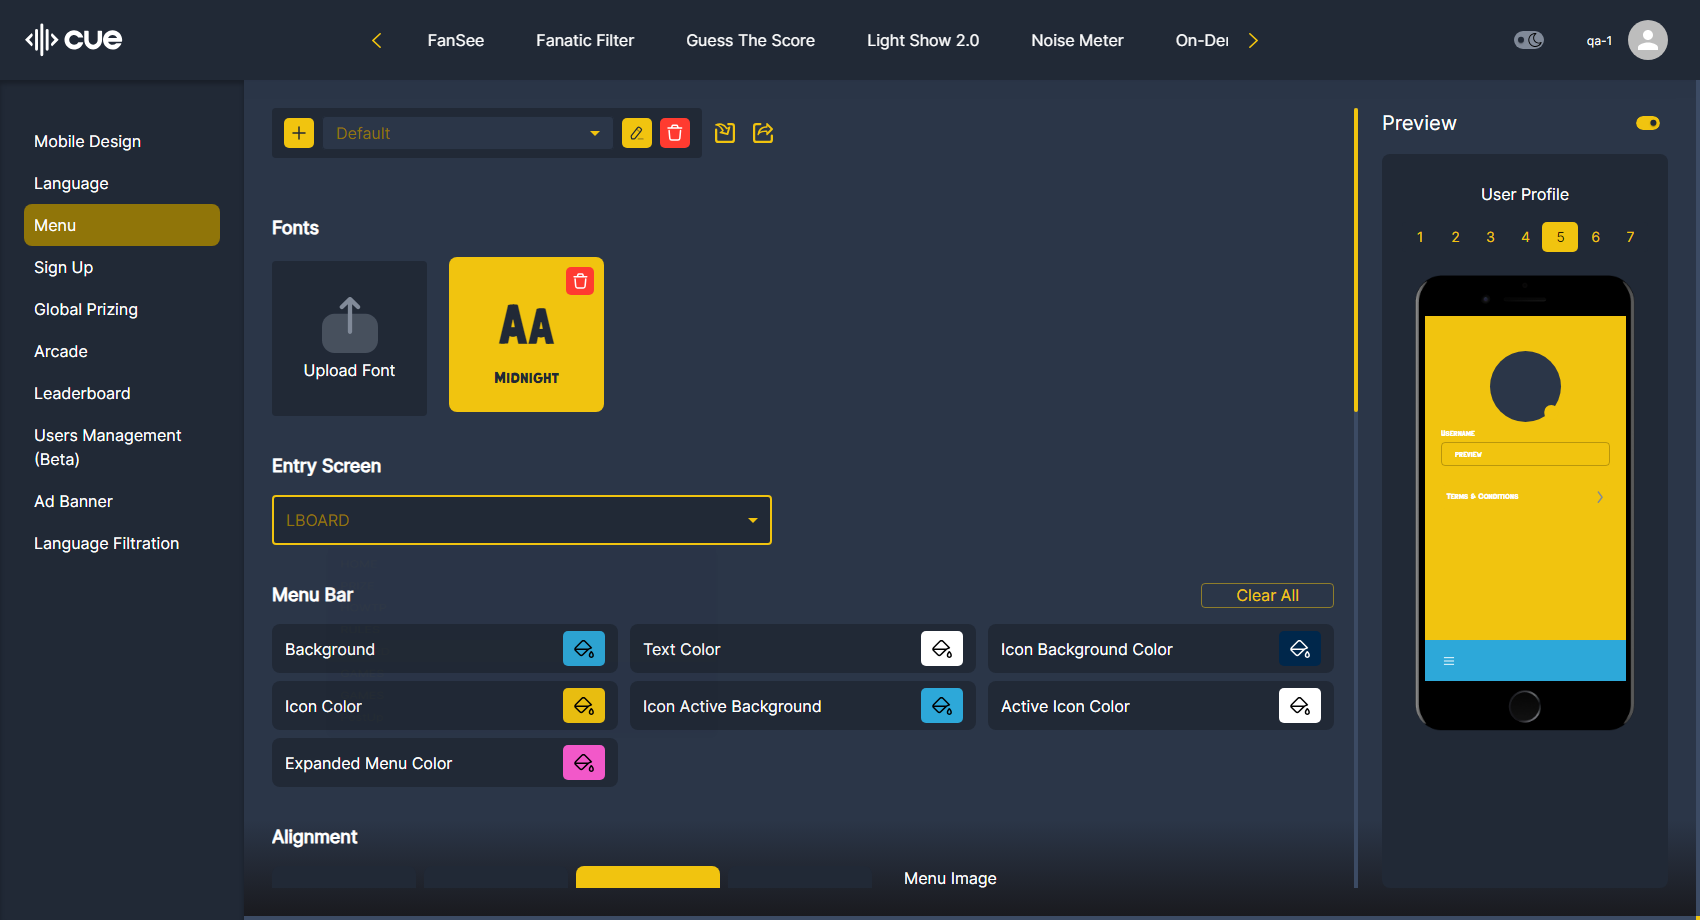 cue
FanSee
Fanatic Filter
Guess The Score
Light Show 2.0
Noise Meter
On-Der
qa-1
Mobile Design
Language
Menu
Sign Up
Global Prizing
Arcade
Leaderboard
Users Management
(Beta)
Ad Banner
Language Filtration
Default
Fonts
Upload Font
AA
MIDNIGHT
Entry Screen
LBOARD
Menu Bar
Clear All
Background
Text Color
Icon Background Color
Icon Color
Icon Active Background
Active Icon Color
Expanded Menu Color
Alignment
Menu Image
Preview
User Profile
1 2 3 4 5 6 7
USERNAME
PREVIEW
TERMS & CONDITIONS